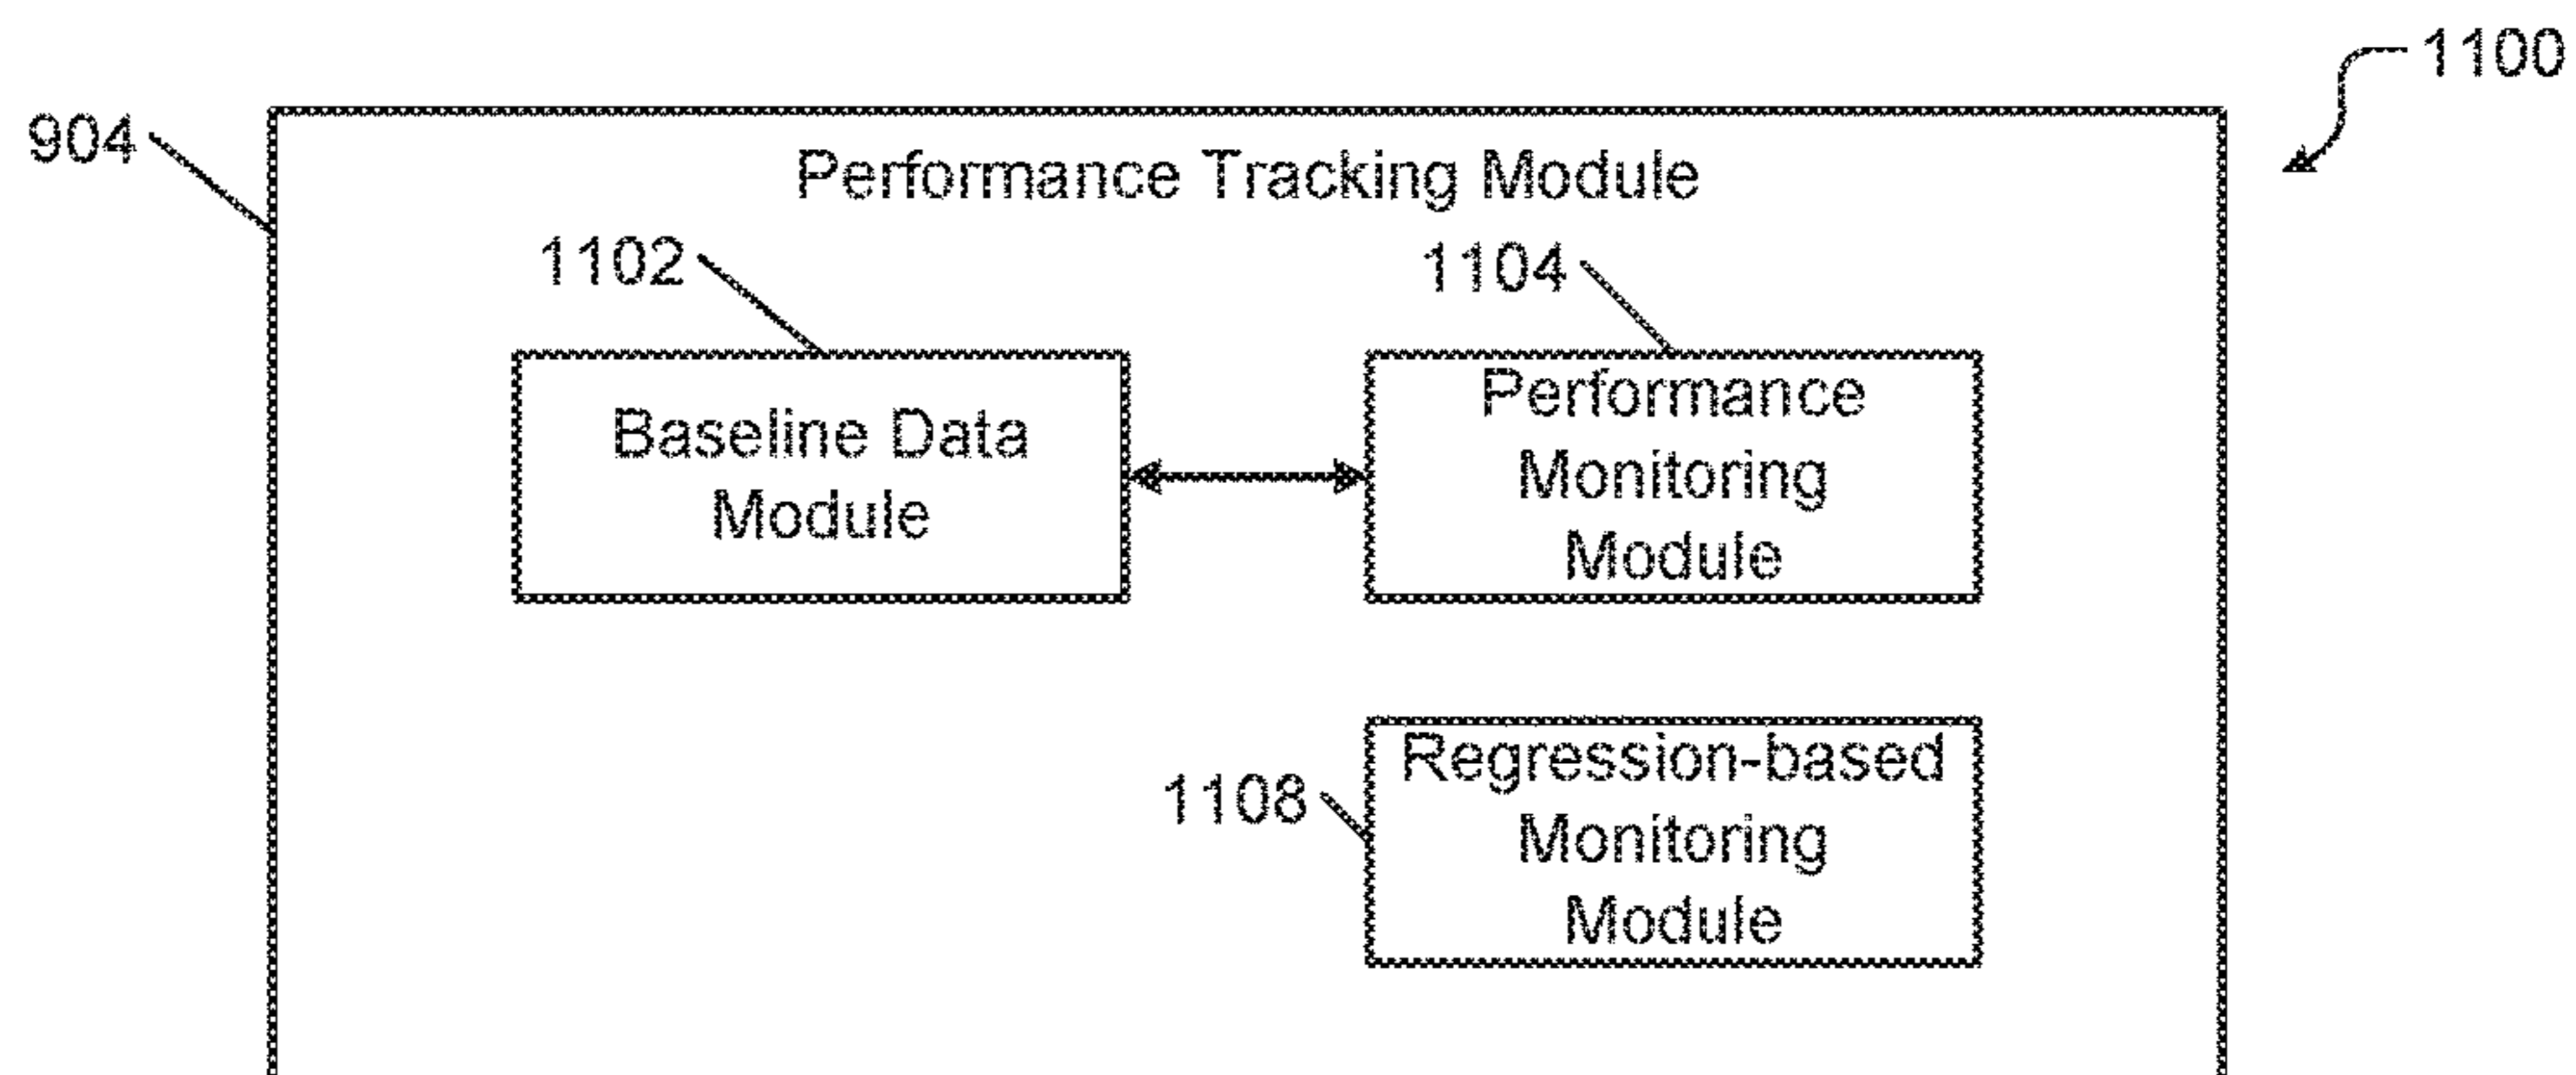 1100
904
Performance Tracking Module
1102
1104
Baseline Data
Module
Performance
Monitoring
Module
1108
Regression-based
Monitoring
Module